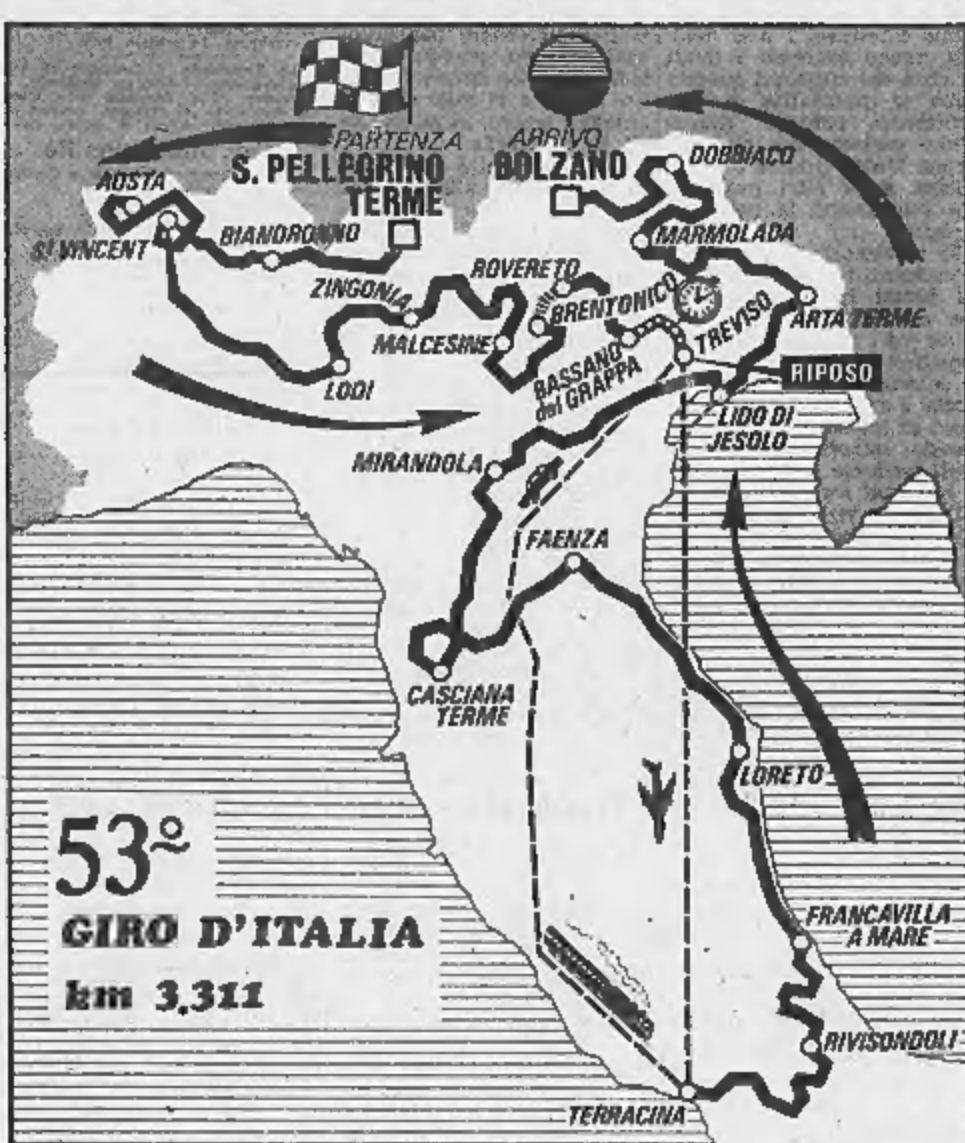 PARTENZA
S. PELLEGRINO
TERME
ARRIVO
BOLZANO
DOBBIACO
AOSTA
ST VINCENT
BIANDRONNO
MARMOLADA
ZINGONIA
ROVERETO
BRENTONICO
MALCESINE
TREVISO
ARTA TERME
BASSANO
del GRAPPA
RIPOSO
LODI
LIDO DI
JESOLO
MIRANDOLA
FAENZA
CASCIANA
TERME
LORETO
53°
GIRO D'ITALIA
km 3.311
FRANCAVILLA
A MARE
RIVISONDOLI
TERRACINA